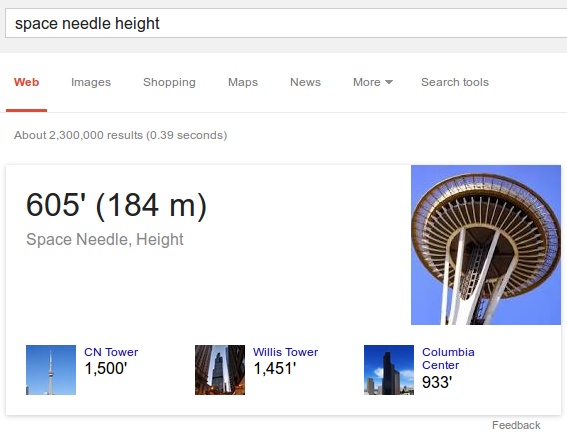 space needle height
Web Images Shopping Maps News More Search tools
About 2,300,000 results (0.39 seconds)
605' (184 m)
Space Needle, Height
CN Tower
1,500'
Willis Tower
1,451'
Columbia
Center
933'
Feedback